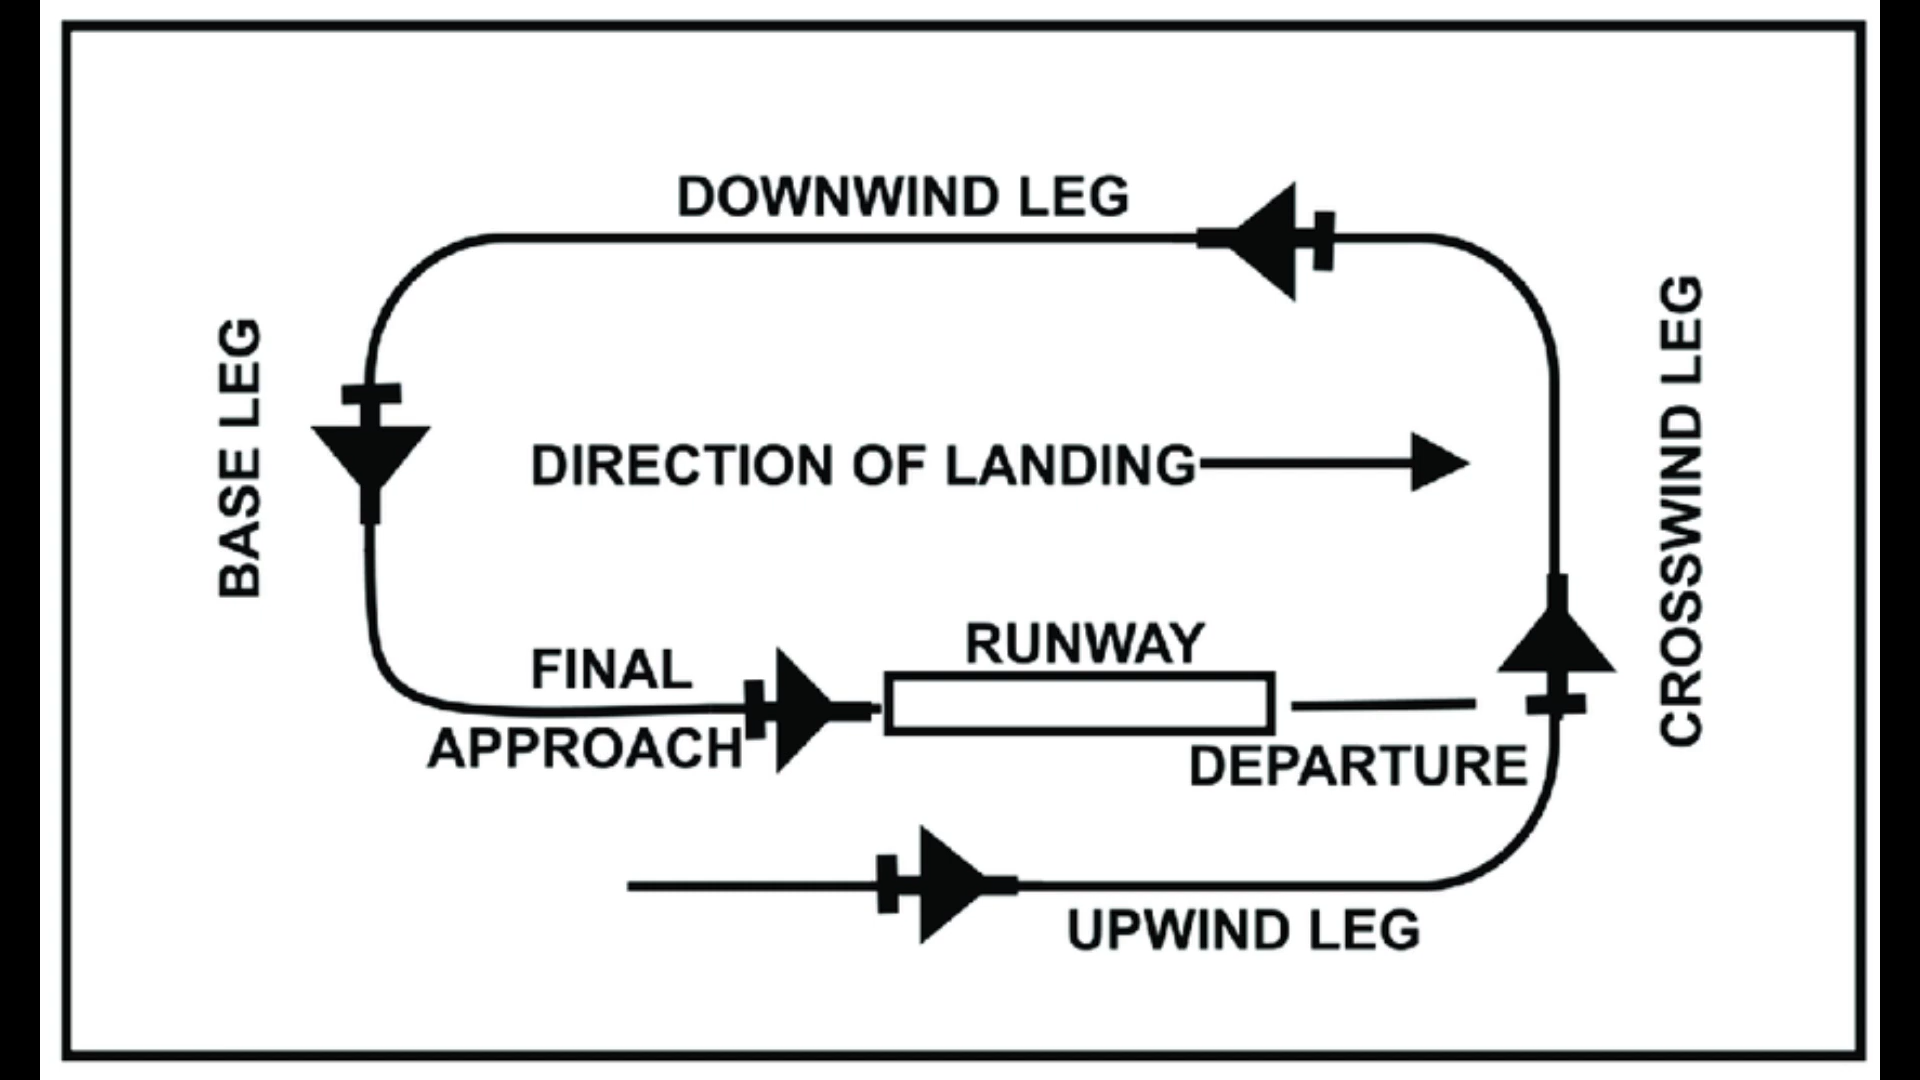 DOWNWIND LEG
BASE LEG
CROSSWIND LEG
DIRECTION OF LANDING
RUNWAY
FINAL
APPROACH
DEPARTURE
UPWIND LEG